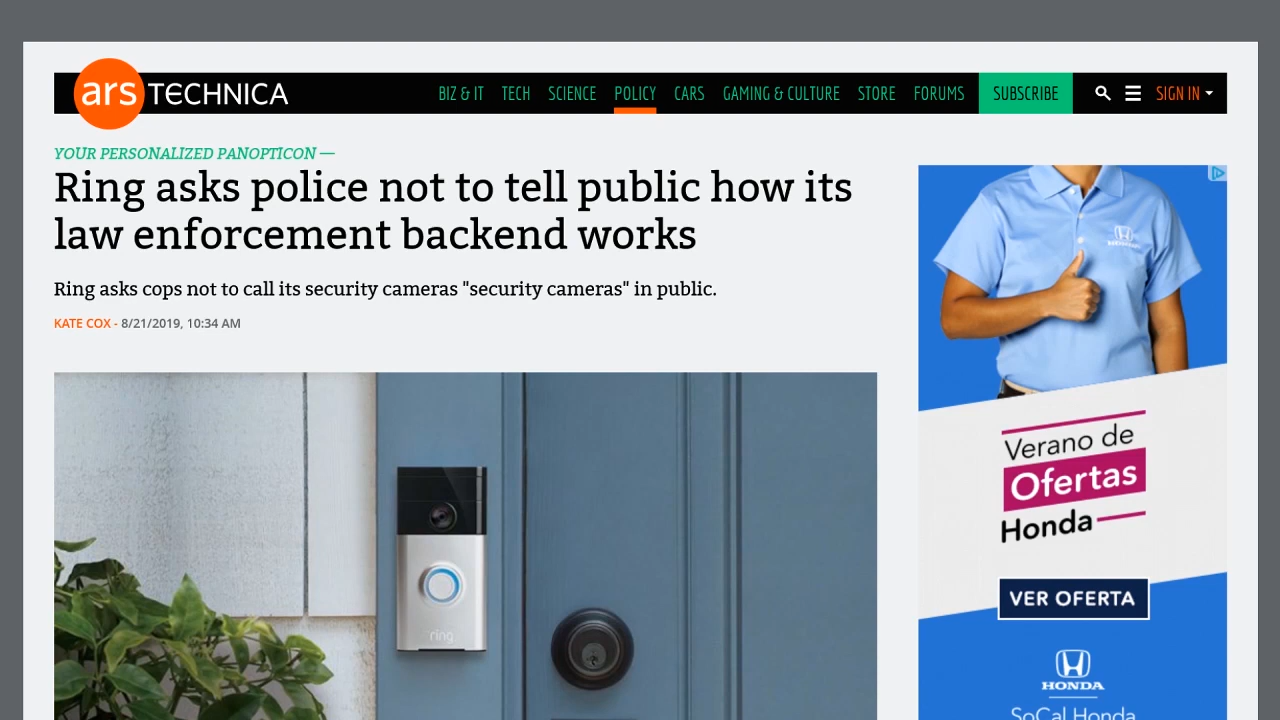 ars TECHNICA
BIZ & IT TECH SCIENCE POLICY CARS GAMING & CULTURE STORE FORUMS SUBSCRIBE SIGN IN
YOUR PERSONALIZED PANOPTICON —
Ring asks police not to tell public how its
law enforcement backend works
Ring asks cops not to call its security cameras "security cameras" in public.
KATE COX - 8/21/2019, 10:34 AM
ring
HONDA
Verano de
Ofertas
Honda
VER OFERTA
HONDA
SoCal Honda